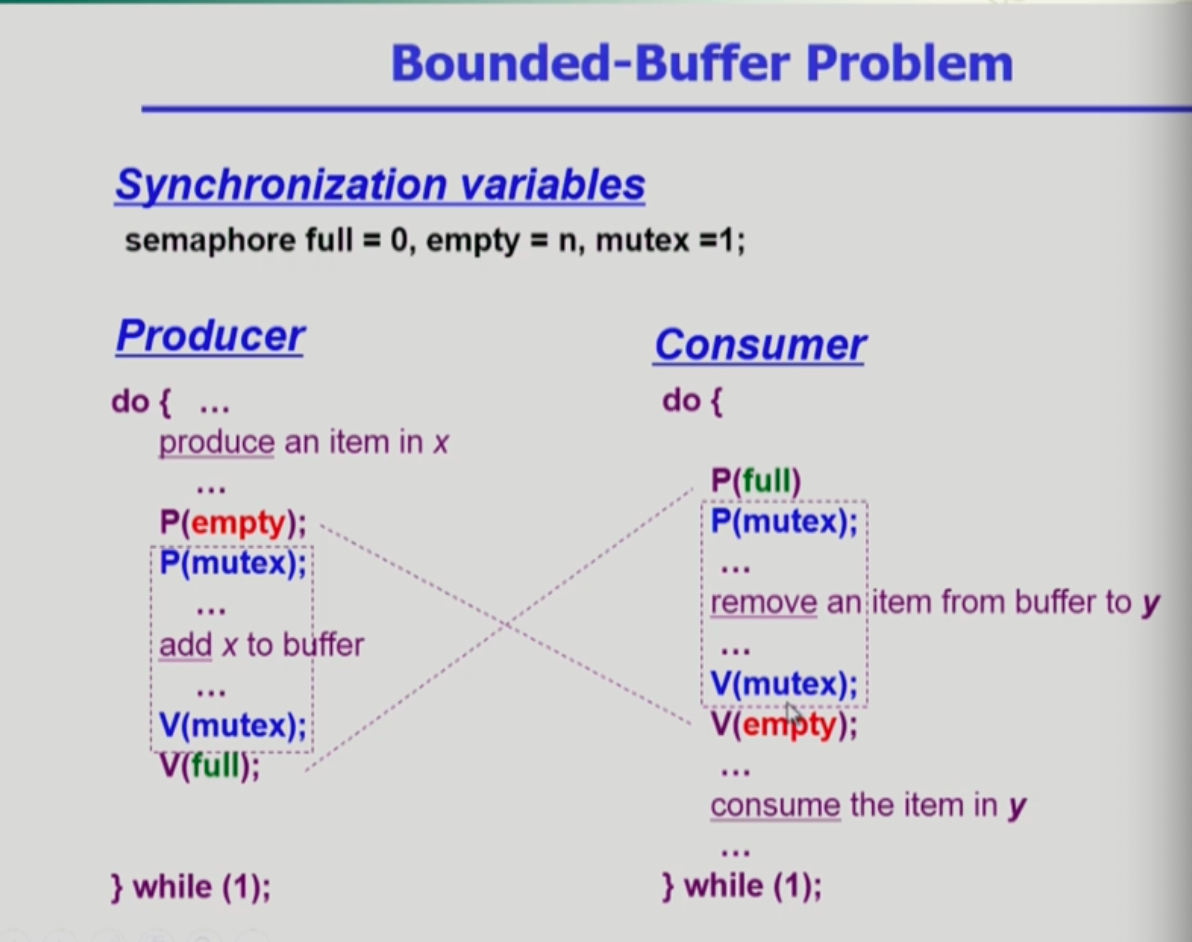 Bounded-Buffer Problem
Synchronization variables
semaphore full = 0, empty = n, mutex =1;
Producer
do { ...
produce an item in x
...
P(empty);
P(mutex);
...
add x to buffer
...
V(mutex);
V(full);
} while (1);
Consumer
do {
P(full)
P(mutex);
...
remove an item from buffer to y
...
V(mutex);
V(empty);
...
consume the item in y
...
} while (1);